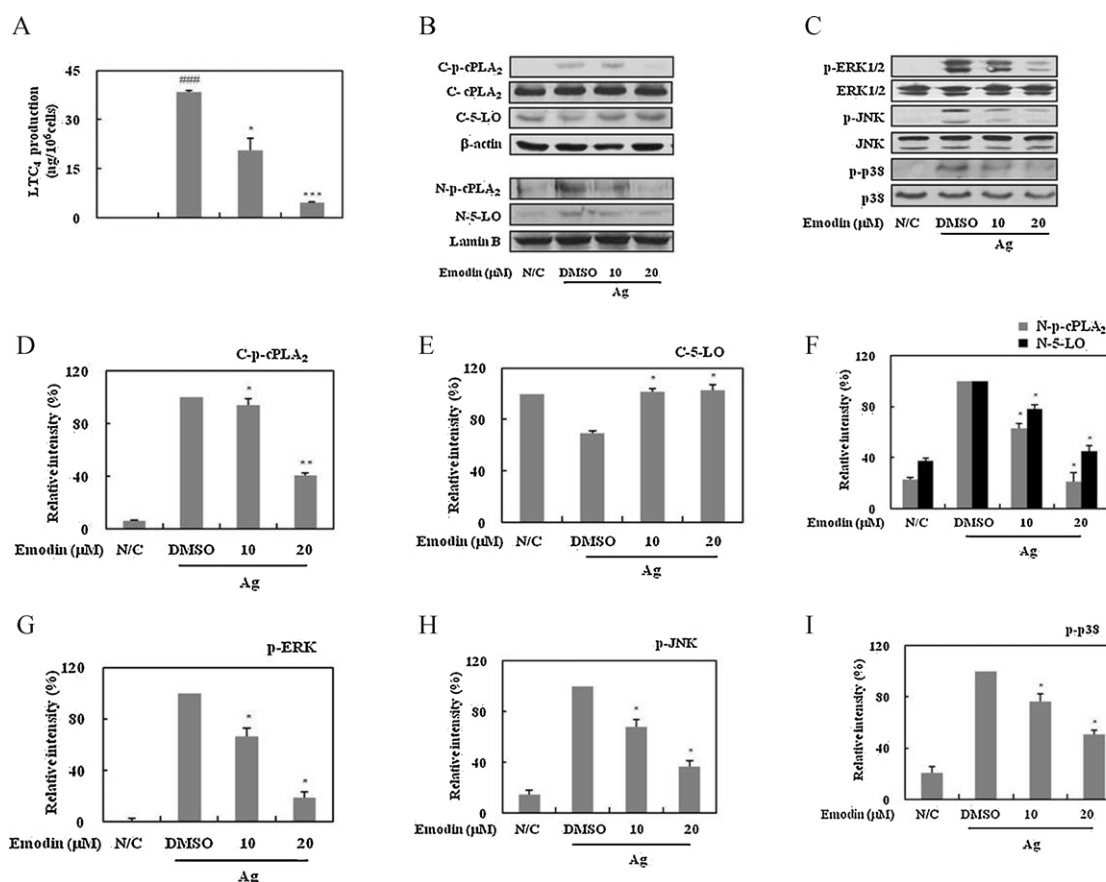 A
LTC4 production
(ng/10⁶cells)
45
30
15
0
###
*
***
B
C-p-cPLA2
C- cPLA2
C-5-LO
β-actin
N-p-cPLA2
N-5-LO
Lamin B
Emodin (µM) N/C DMSO 10 20
Ag
C
p-ERK1/2
ERK1/2
p-JNK
JNK
p-p38
p38
Emodin (µM) N/C DMSO 10 20
Ag
D
C-p-cPLA2
Relative intensity (%)
120
80
40
0
*
**
Emodin (µM) N/C DMSO 10 20
Ag
E
C-5-LO
Relative intensity (%)
120
80
40
0
*
*
Emodin (µM) N/C DMSO 10 20
Ag
F
N-p-cPLA2
N-5-LO
Relative intensity (%)
120
80
40
0
* *
* *
Emodin (µM) N/C DMSO 10 20
Ag
G
p-ERK
Relative intensity (%)
120
80
40
0
*
*
Emodin (µM) N/C DMSO 10 20
Ag
H
p-JNK
Relative intensity (%)
120
80
40
0
*
*
Emodin (µM) N/C DMSO 10 20
Ag
I
p-p38
Relative intensity (%)
120
80
40
0
*
*
Emodin (µM) N/C DMSO 10 20
Ag